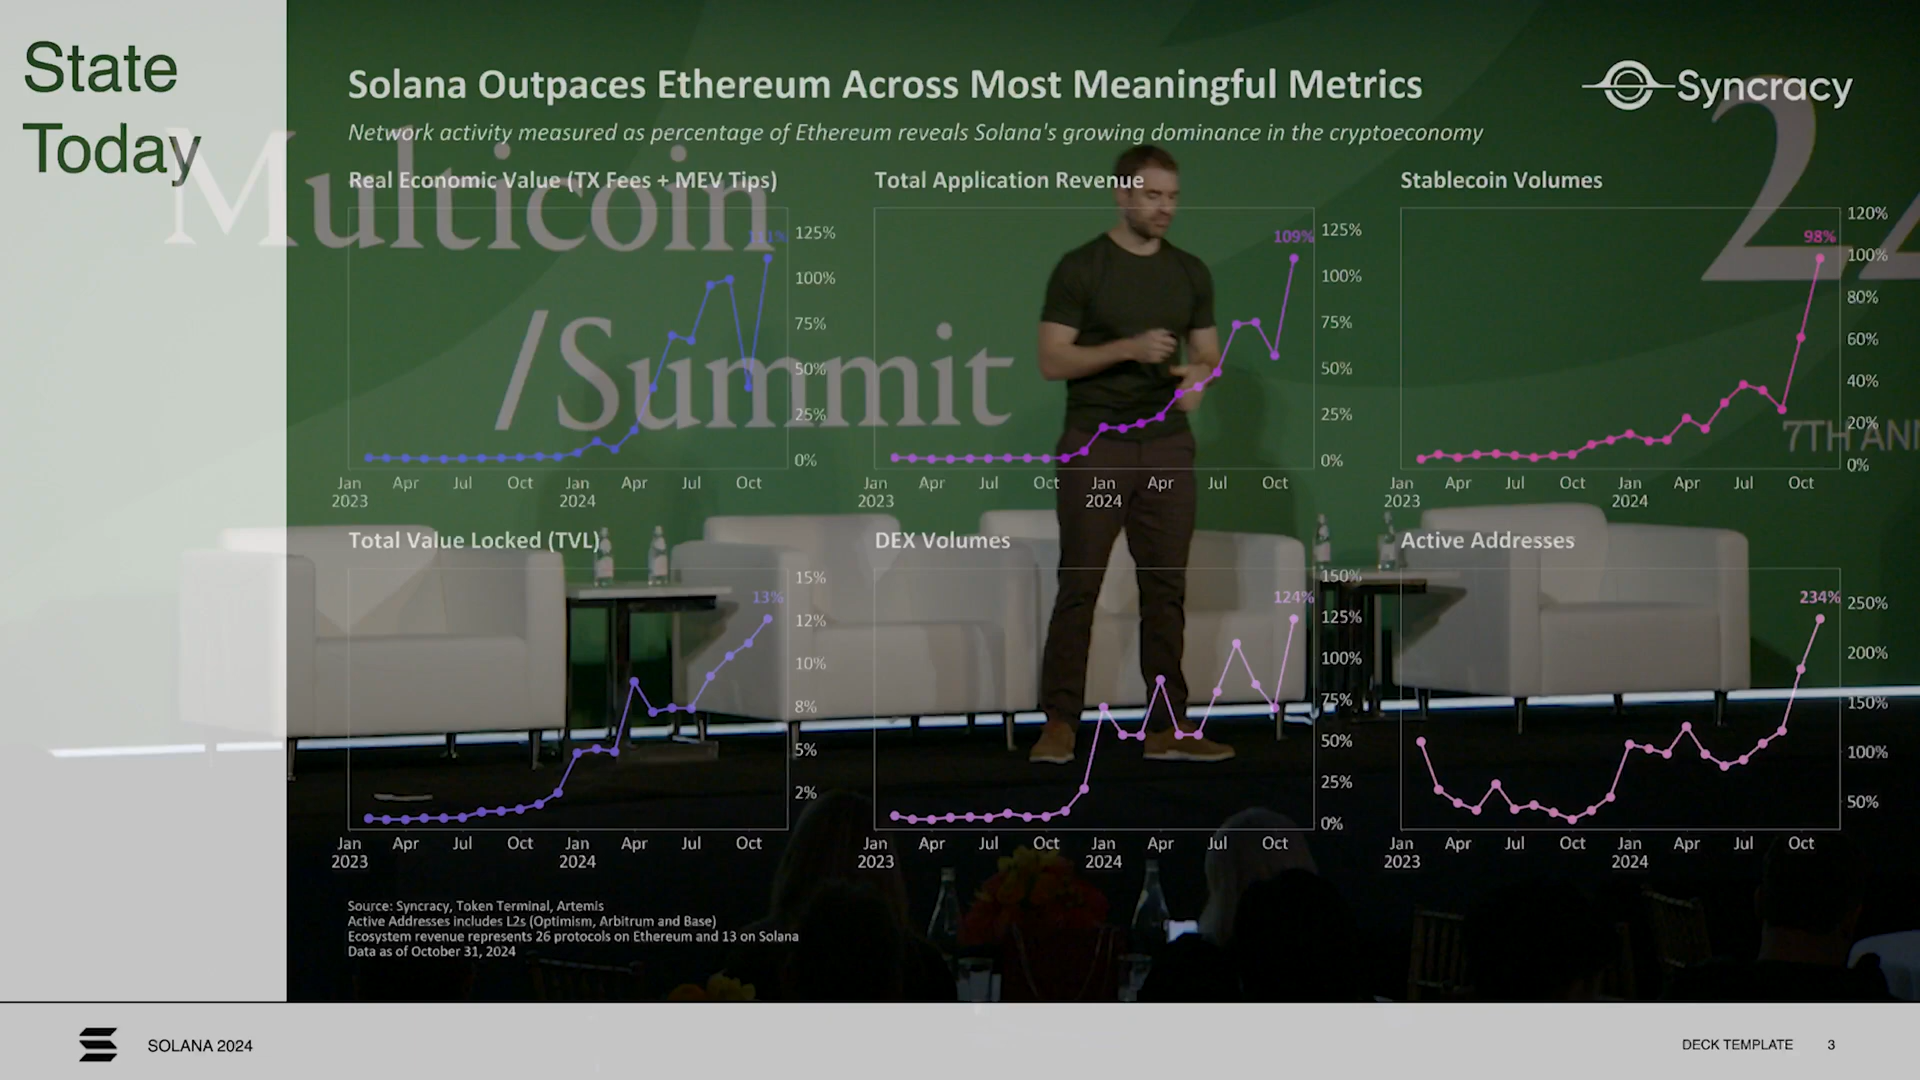 State
Today
Solana Outpaces Ethereum Across Most Meaningful Metrics
Syncracy
Network activity measured as percentage of Ethereum reveals Solana's growing dominance in the cryptoeconomy
Multicoin
/Summit
7TH ANN
Real Economic Value (TX Fees + MEV Tips)
111%
125%
100%
75%
50%
25%
0%
Jan Apr Jul Oct Jan Apr Jul Oct
2023 2024
Total Application Revenue
109%
125%
100%
75%
50%
25%
0%
Jan Apr Jul Oct Jan Apr Jul Oct
2023 2024
Stablecoin Volumes
98%
120%
100%
80%
60%
40%
20%
0%
Jan Apr Jul Oct Jan Apr Jul Oct
2023 2024
Total Value Locked (TVL)
13%
15%
12%
10%
8%
5%
2%
Jan Apr Jul Oct Jan Apr Jul Oct
2023 2024
DEX Volumes
124%
150%
125%
100%
75%
50%
25%
0%
Jan Apr Jul Oct Jan Apr Jul Oct
2023 2024
Active Addresses
234%
250%
200%
150%
100%
50%
Jan Apr Jul Oct Jan Apr Jul Oct
2023 2024
Source: Syncracy, Token Terminal, Artemis
Active Addresses includes L2s (Optimism, Arbitrum and Base)
Ecosystem revenue represents 26 protocols on Ethereum and 13 on Solana
Data as of October 31, 2024
SOLANA 2024
DECK TEMPLATE 3